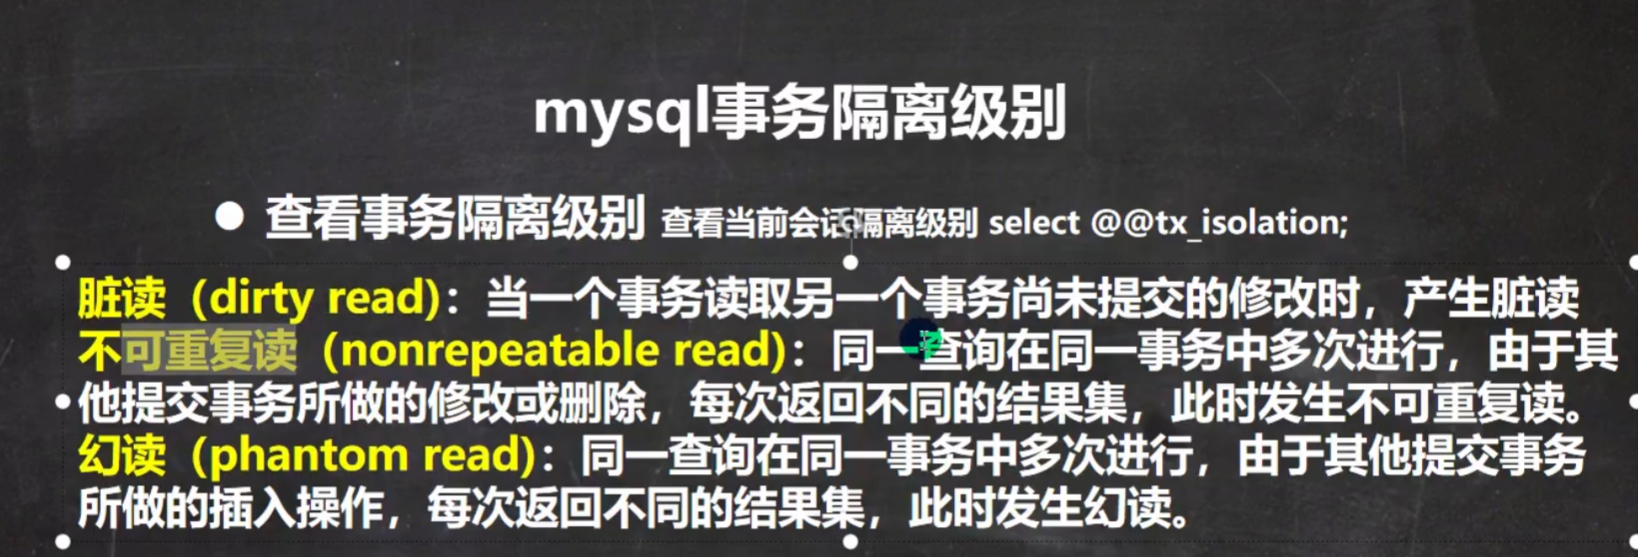 mysql事务隔离级别
● 查看事务隔离级别 查看当前会话隔离级别 select @@tx_isolation;
脏读（dirty read)：当一个事务读取另一个事务尚未提交的修改时，产生脏读
不可重复读（nonrepeatable read)：同一查询在同一事务中多次进行，由于其
他提交事务所做的修改或删除，每次返回不同的结果集，此时发生不可重复读。
幻读（phantom read)：同一查询在同一事务中多次进行，由于其他提交事务
所做的插入操作，每次返回不同的结果集，此时发生幻读。